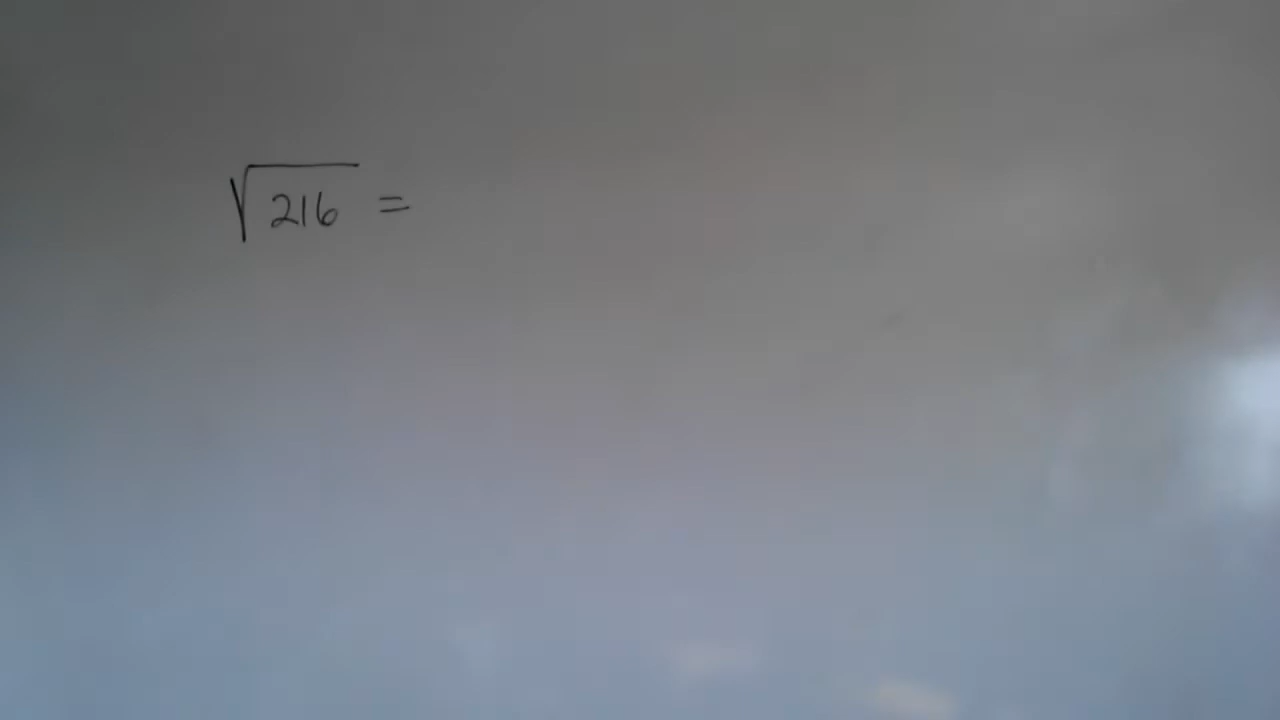 √216 =